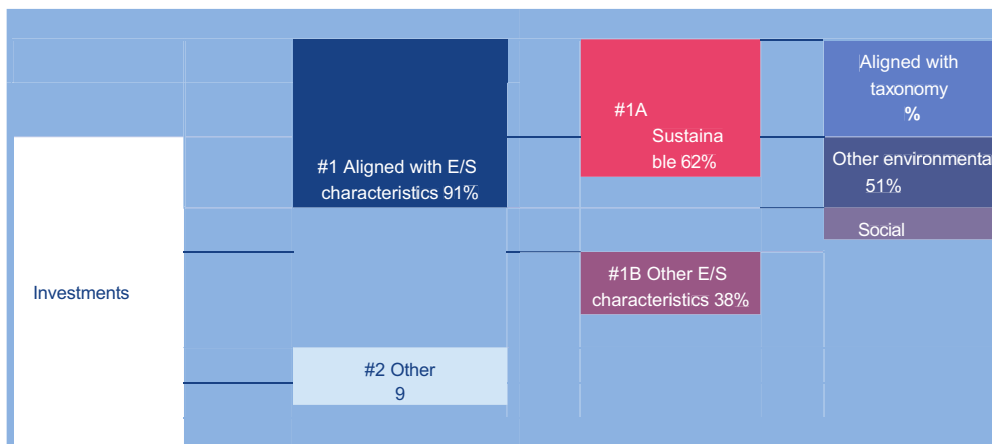 Investments
#1 Aligned with E/S
characteristics 91%
#2 Other
9
#1A
Sustaina
ble 62%
#1B Other E/S
characteristics 38%
Aligned with
taxonomy
%
Other environmenta
51%
Social